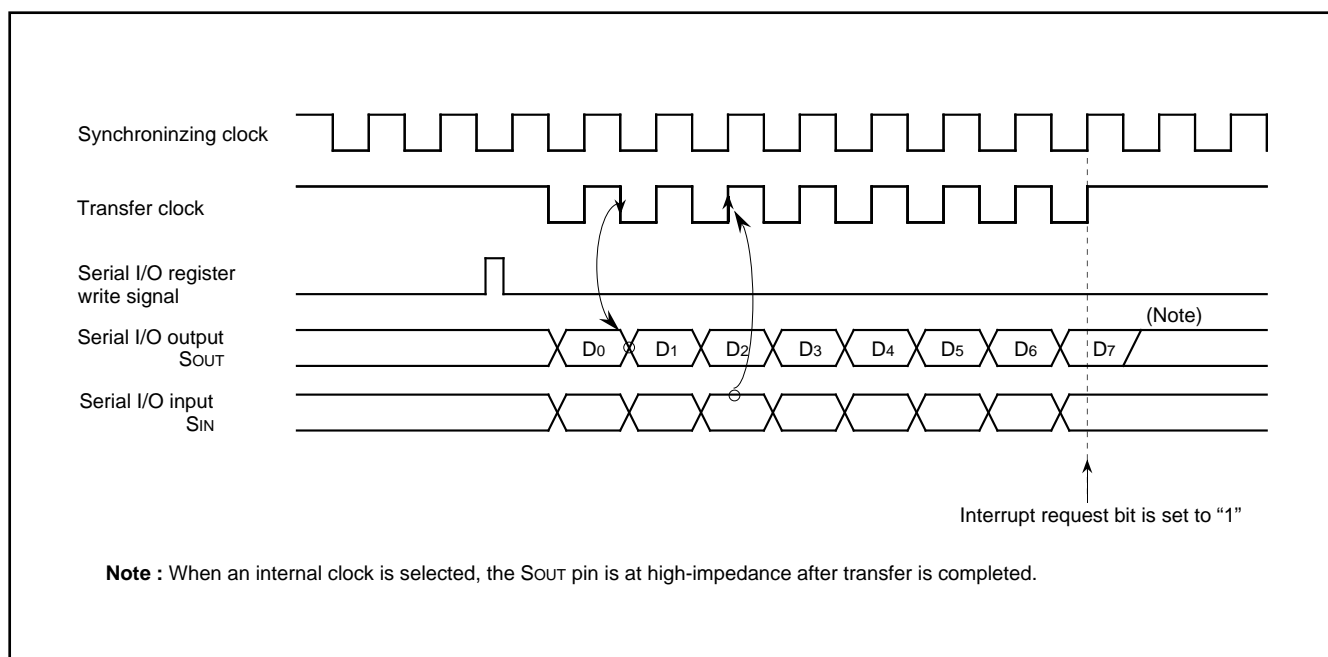 Synchroninzing clock
Transfer clock
Serial I/O register
write signal
(Note)
Serial I/O output
SOUT
D0 D1 D2 D3 D4 D5 D6 D7
Serial I/O input
SIN
Interrupt request bit is set to “1”
Note : When an internal clock is selected, the SOUT pin is at high-impedance after transfer is completed.